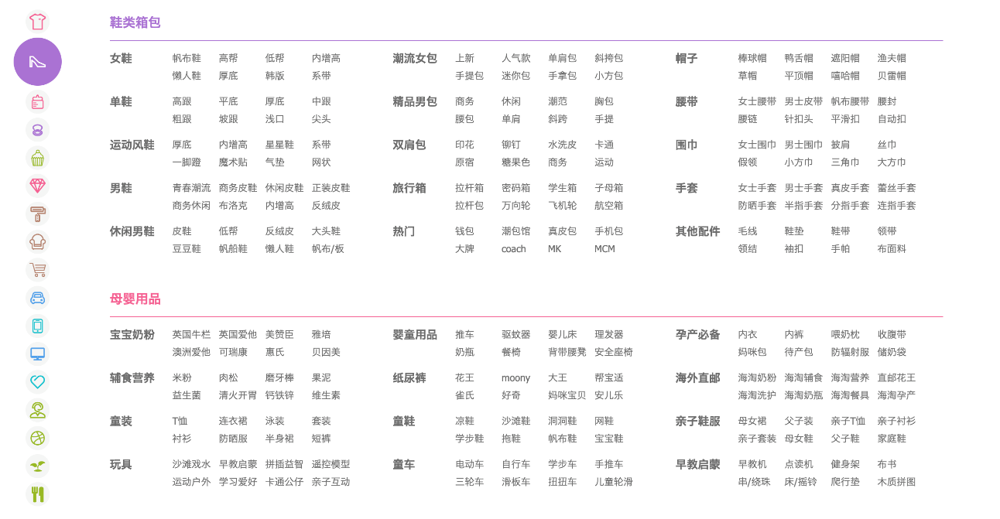 鞋类箱包
女鞋 帆布鞋 高帮 低帮 内增高 潮流女包 上新 人气款 单肩包 斜挎包 帽子 棒球帽 鸭舌帽 遮阳帽 渔夫帽
懒人鞋 厚底 韩版 系带 手提包 迷你包 手拿包 小方包 草帽 平顶帽 嘻哈帽 贝雷帽
单鞋 高跟 平底 厚底 中跟 精品男包 商务 休闲 潮范 胸包 腰带 女士腰带 男士皮带 帆布腰带 腰封
粗跟 坡跟 浅口 尖头 腰包 单肩 斜跨 手提 腰链 针扣头 平滑扣 自动扣
运动风鞋 厚底 内增高 星星鞋 系带 双肩包 印花 铆钉 水洗皮 卡通 围巾 女士围巾 男士围巾 披肩 丝巾
一脚蹬 魔术贴 气垫 网状 原宿 糖果色 商务 运动 假领 小方巾 三角巾 大方巾
男鞋 青春潮流 商务皮鞋 休闲皮鞋 正装皮鞋 旅行箱 拉杆箱 密码箱 学生箱 子母箱 手套 女士手套 男士手套 真皮手套 蕾丝手套
商务休闲 布洛克 内增高 反绒皮 拉杆包 万向轮 飞机轮 航空箱 防晒手套 半指手套 分指手套 连指手套
休闲男鞋 皮鞋 低帮 反绒皮 大头鞋 热门 钱包 潮包馆 真皮包 手机包 其他配件 毛线 鞋垫 鞋带 领带
豆豆鞋 帆船鞋 懒人鞋 帆布/板 大牌 coach MK MCM 领结 袖扣 手帕 布面料
母婴用品
宝宝奶粉 英国牛栏 英国爱他 美赞臣 雅培 婴童用品 推车 驱蚊器 婴儿床 理发器 孕产必备 内衣 内裤 喂奶枕 收腹带
澳洲爱他 可瑞康 惠氏 贝因美 奶瓶 餐椅 背带腰凳 安全座椅 妈咪包 待产包 防辐射服 储奶袋
辅食营养 米粉 肉松 磨牙棒 果泥 纸尿裤 花王 moony 大王 帮宝适 海外直邮 海淘奶粉 海淘辅食 海淘营养 直邮花王
益生菌 清火开胃 钙铁锌 维生素 雀氏 好奇 妈咪宝贝 安儿乐 海淘洗护 海淘奶瓶 海淘餐具 海淘孕产
童装 T恤 连衣裙 泳装 套装 童鞋 凉鞋 沙滩鞋 洞洞鞋 网鞋 亲子鞋服 母女裙 父子装 亲子T恤 亲子衬衫
衬衫 防晒服 半身裙 短裤 学步鞋 拖鞋 帆布鞋 宝宝鞋 亲子套装 母女鞋 父子鞋 家庭鞋
玩具 沙滩戏水 早教启蒙 拼插益智 遥控模型 童车 电动车 自行车 学步车 手推车 早教启蒙 早教机 点读机 健身架 布书
运动户外 学习爱好 卡通公仔 亲子互动 三轮车 滑板车 扭扭车 儿童轮滑 串/绕珠 床/摇铃 爬行垫 木质拼图